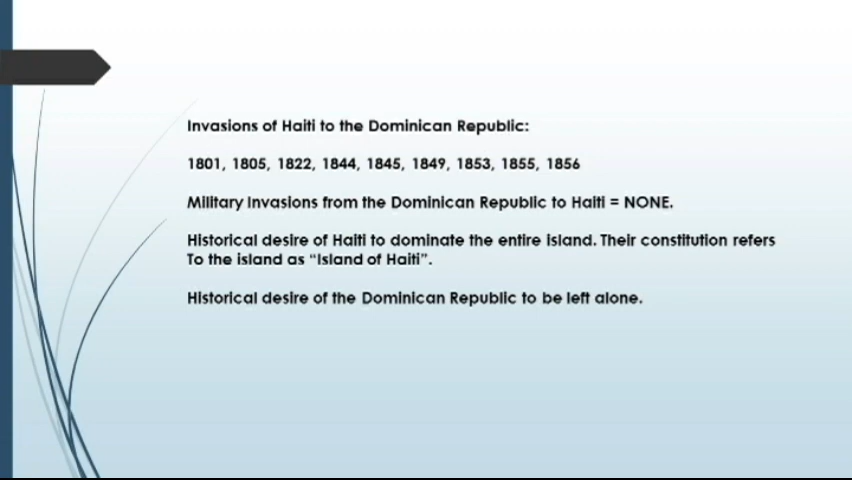 Invasions of Haiti to the Dominican Republic:
1801, 1805, 1822, 1844, 1845, 1849, 1853, 1855, 1856
Military Invasions from the Dominican Republic to Haiti = NONE.
Historical desire of Haiti to dominate the entire island. Their constitution refers
To the island as “Island of Haiti”.
Historical desire of the Dominican Republic to be left alone.